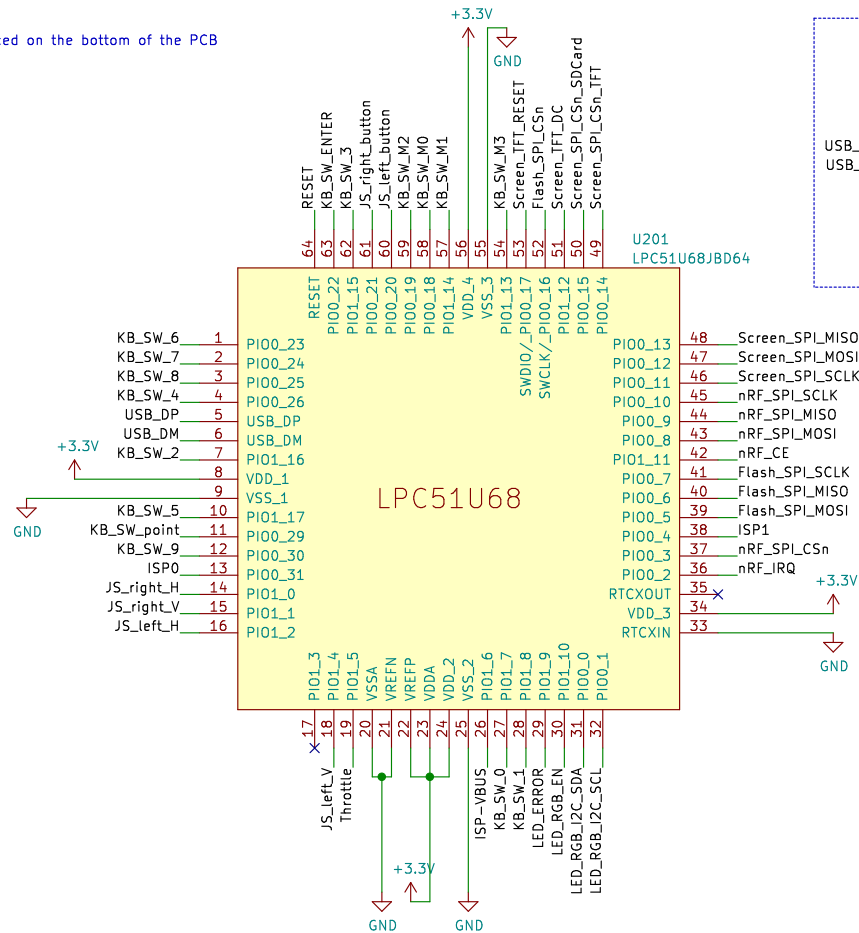 +3.3V
ced on the bottom of the PCB
GND
RESET
KB_SW_ENTER
KB_SW_3
JS_right_button
JS_left_button
KB_SW_M2
KB_SW_M0
KB_SW_M1
KB_SW_M3
Screen_TFT_RESET
Flash_SPI_CSn
Screen_TFT_DC
Screen_SPI_CSn_SDCard
Screen_SPI_CSn_TFT
USB_
USB_
64
63
62
61
60
59
58
57
56
55
54
53
52
51
50
49
U201
LPC51U68JBD64
RESET
PIO0_22
PIO1_15
PIO0_21
PIO0_20
PIO0_19
PIO0_18
PIO1_14
VDD_4
VSS_3
PIO1_13
SWDIO/_PIO0_17
SWCLK/_PIO0_16
PIO1_12
PIO0_15
PIO0_14
KB_SW_6 1 PIO0_23
KB_SW_7 2 PIO0_24
KB_SW_8 3 PIO0_25
KB_SW_4 4 PIO0_26
USB_DP 5 USB_DP
USB_DM 6 USB_DM
KB_SW_2 7 PIO1_16
+3.3V
8 VDD_1
9 VSS_1
GND
KB_SW_5 10 PIO1_17
KB_SW_point 11 PIO0_29
KB_SW_9 12 PIO0_30
ISP0 13 PIO0_31
JS_right_H 14 PIO1_0
JS_right_V 15 PIO1_1
JS_left_H 16 PIO1_2
LPC51U68
PIO0_13 48 Screen_SPI_MISO
PIO0_12 47 Screen_SPI_MOSI
PIO0_11 46 Screen_SPI_SCLK
PIO0_10 45 nRF_SPI_SCLK
PIO0_9 44 nRF_SPI_MISO
PIO0_8 43 nRF_SPI_MOSI
PIO1_11 42 nRF_CE
PIO0_7 41 Flash_SPI_SCLK
PIO0_6 40 Flash_SPI_MISO
PIO0_5 39 Flash_SPI_MOSI
PIO0_4 38 ISP1
PIO0_3 37 nRF_SPI_CSn
PIO0_2 36 nRF_IRQ
RTCXOUT 35
+3.3V
VDD_3 34
RTCXIN 33
GND
PIO1_3
PIO1_4
PIO1_5
VSSA
VREFN
VREFP
VDDA
VDD_2
VSS_2
PIO1_6
PIO1_7
PIO1_8
PIO1_9
PIO1_10
PIO0_0
PIO0_1
17
18
19
20
21
22
23
24
25
26
27
28
29
30
31
32
JS_left_V
Throttle
ISP-VBUS
KB_SW_0
KB_SW_1
LED_ERROR
LED_RGB_EN
LED_RGB_I2C_SDA
LED_RGB_I2C_SCL
+3.3V
GND
GND